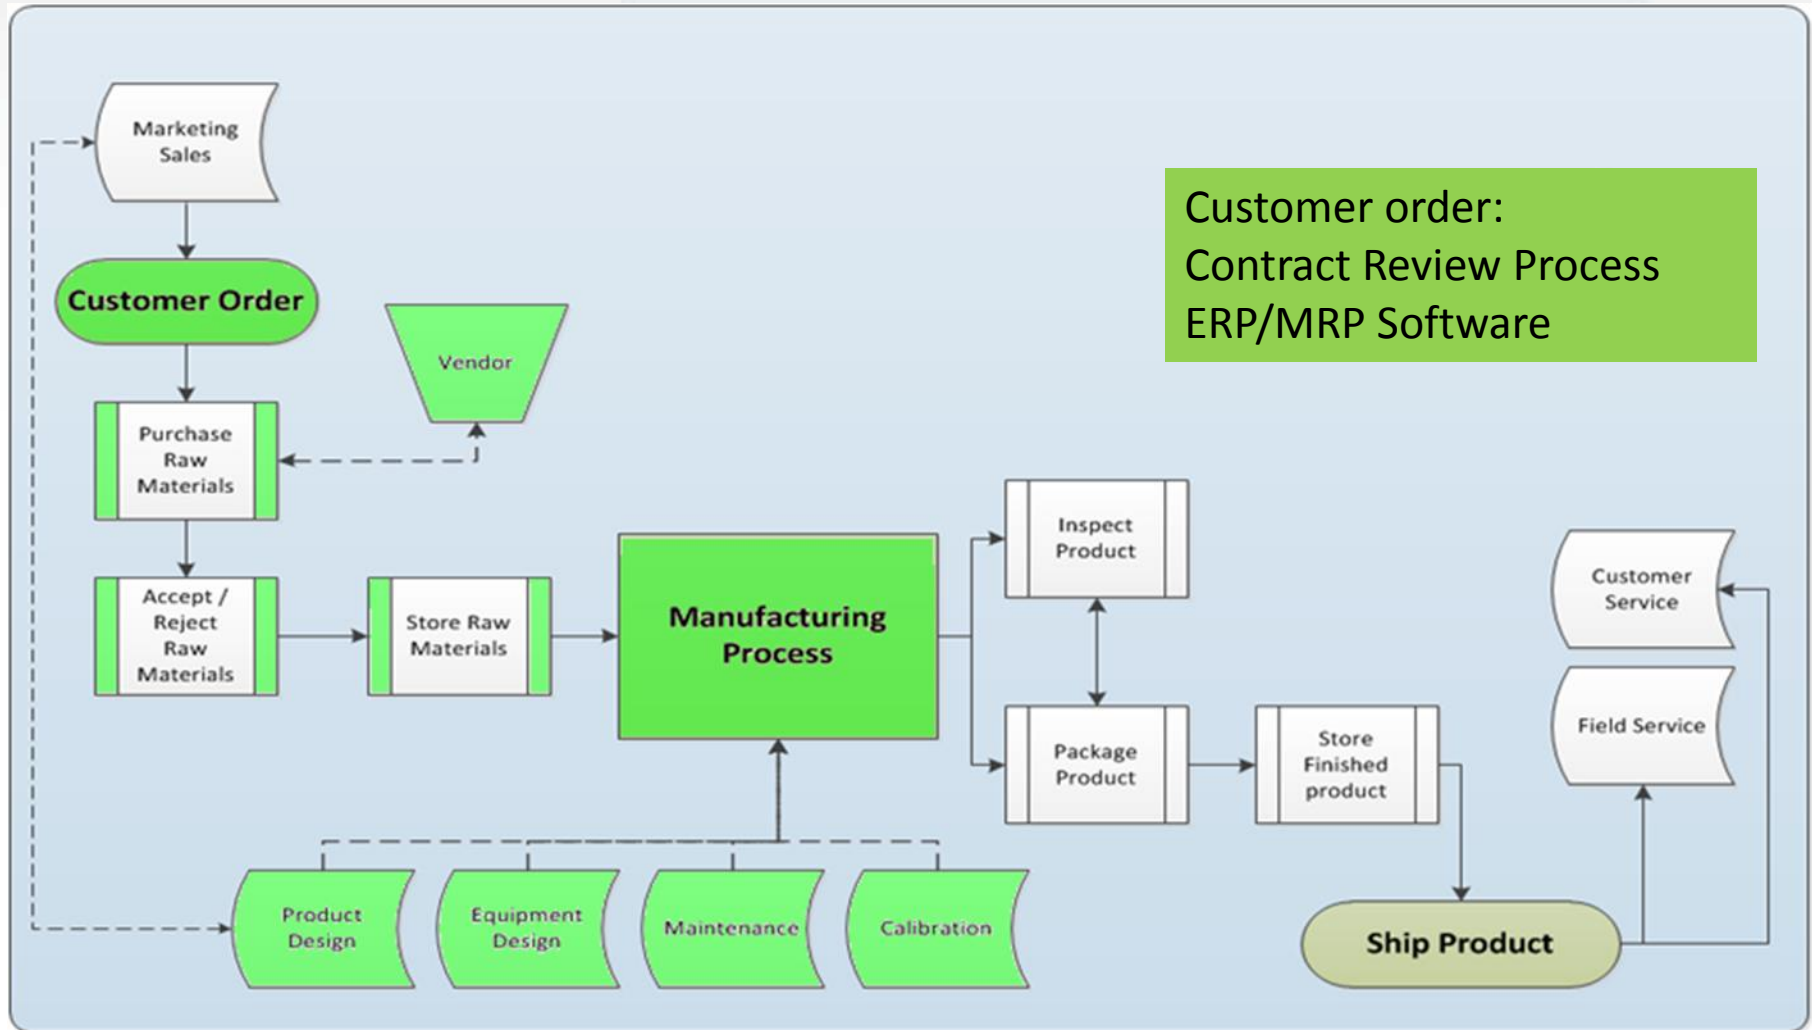 Marketing
Sales
Customer Order
Customer order:
Contract Review Process
ERP/MRP Software
Vendor
Purchase
Raw
Materials
Accept /
Reject
Raw
Materials
Store Raw
Materials
Manufacturing
Process
Inspect
Product
Package
Product
Store
Finished
product
Customer
Service
Field Service
Product
Design
Equipment
Design
Maintenance
Calibration
Ship Product